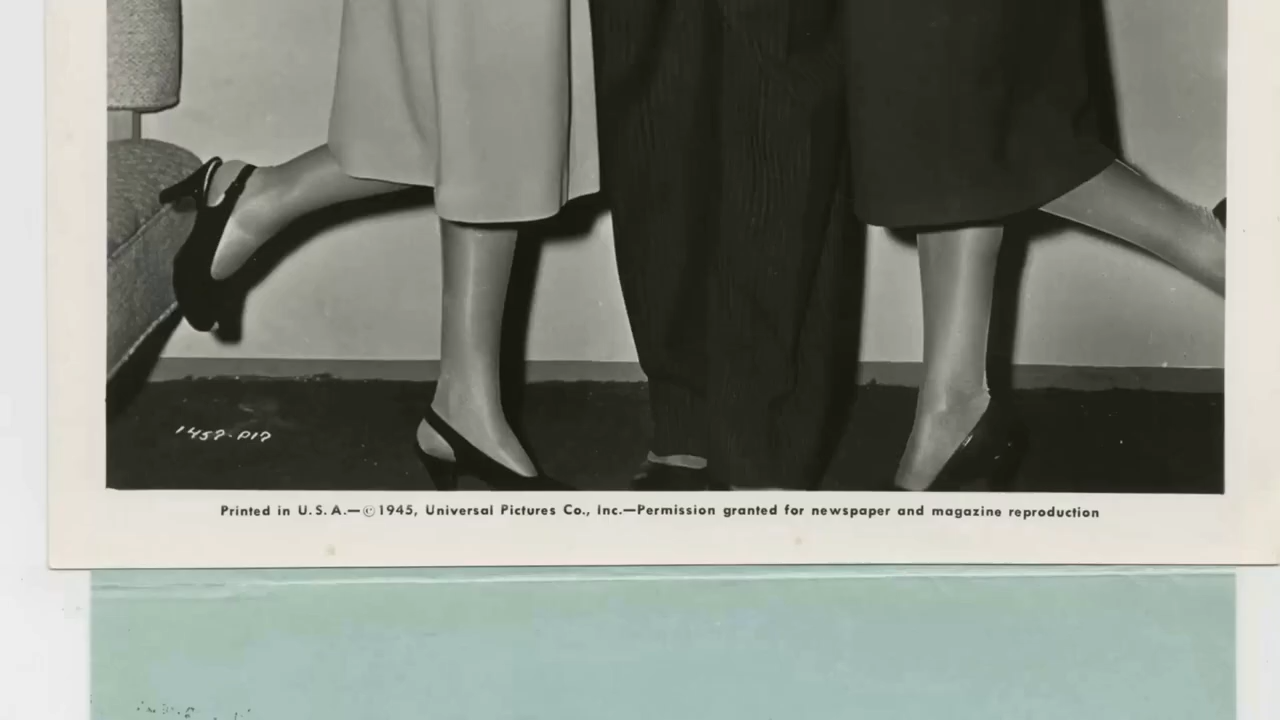 1457-P17
Printed in U. S. A.—©1945, Universal Pictures Co., Inc.—Permission granted for newspaper and magazine reproduction